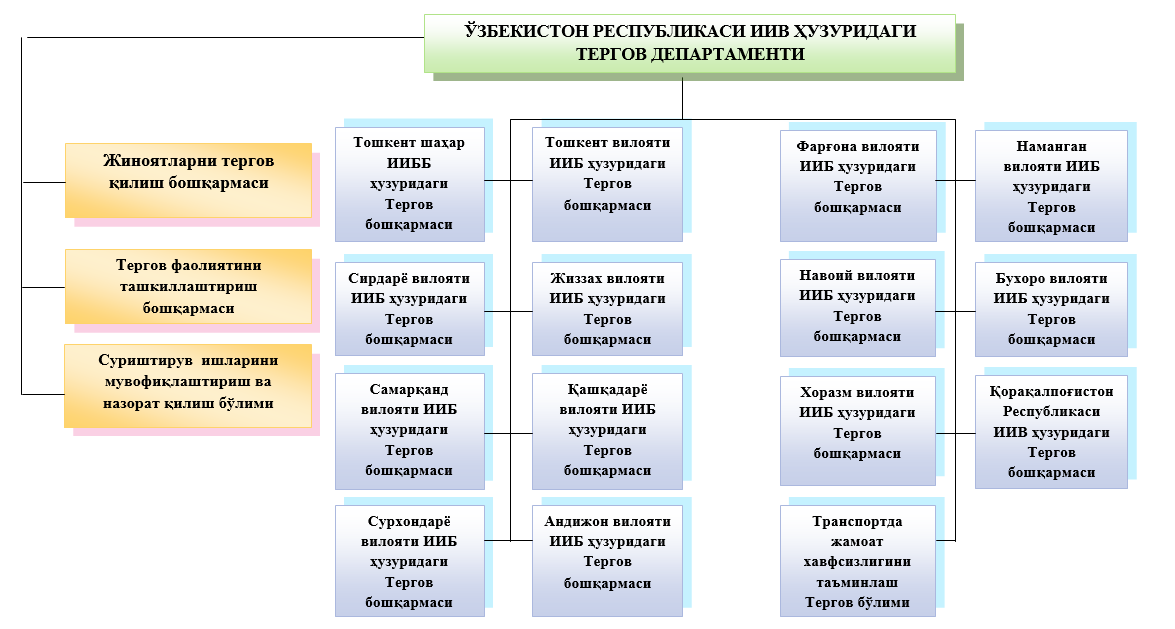 ЎЗБЕКИСТОН РЕСПУБЛИКАСИ ИИВ ҲУЗУРИДАГИ
ТЕРГОВ ДЕПАРТАМЕНТИ
Жиноятларни тергов
қилиш бошқармаси
Тергов фаолиятини
ташкиллаштириш
бошқармаси
Суриштирув ишларини
мувофиқлаштириш ва
назорат қилиш бўлими
Тошкент шаҳар
ИИББ
ҳузуридаги
Тергов
бошқармаси
Тошкент вилояти
ИИБ ҳузуридаги
Тергов
бошқармаси
Фарғона вилояти
ИИБ ҳузуридаги
Тергов
бошқармаси
Наманган
вилояти ИИБ
ҳузуридаги
Тергов
бошқармаси
Сирдарё вилояти
ИИБ ҳузуридаги
Тергов
бошқармаси
Жиззах вилояти
ИИБ ҳузуридаги
Тергов
бошқармаси
Навоий вилояти
ИИБ ҳузуридаги
Тергов
бошқармаси
Бухоро вилояти
ИИБ ҳузуридаги
Тергов
бошқармаси
Самарқанд
вилояти ИИБ
ҳузуридаги
Тергов
бошқармаси
Қашқадарё
вилояти ИИБ
ҳузуридаги
Тергов
бошқармаси
Хоразм вилояти
ИИБ ҳузуридаги
Тергов
бошқармаси
Қорақалпоғистон
Республикаси
ИИВ ҳузуридаги
Тергов
бошқармаси
Сурхондарё
вилояти ИИБ
ҳузуридаги
Тергов
бошқармаси
Андижон вилояти
ИИБ ҳузуридаги
Тергов
бошқармаси
Транспортда
жамоат
хавфсизлигини
таъминлаш
Тергов бўлими